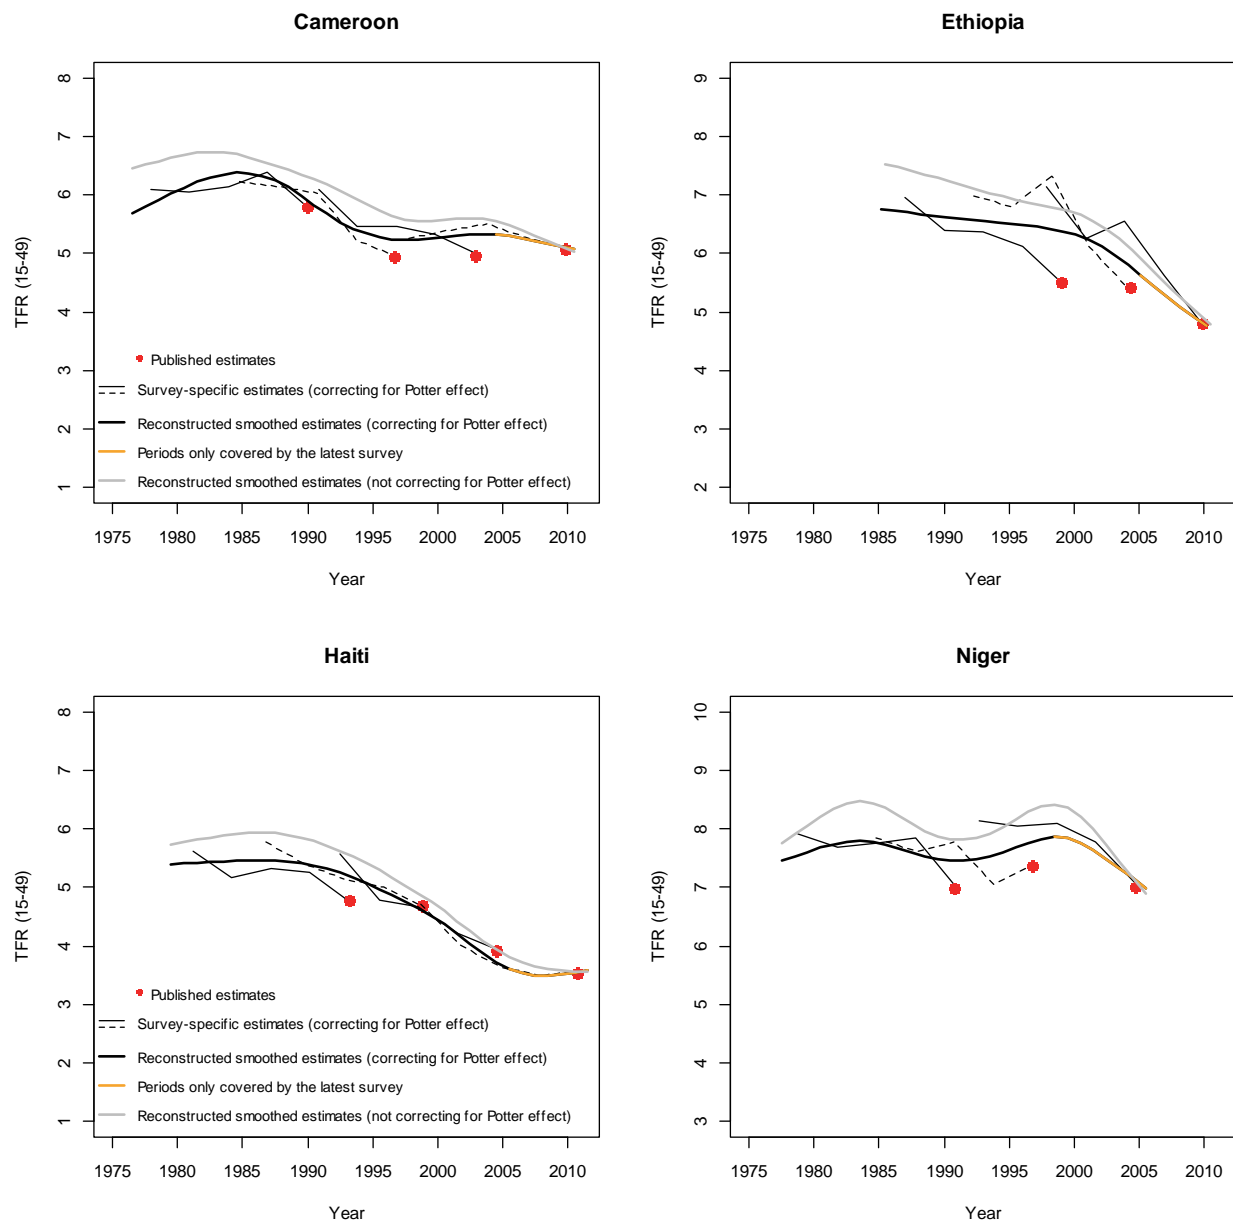 Cameroon
TFR (15-49)
8
7
6
5
4
3
2
1
Published estimates
Survey-specific estimates (correcting for Potter effect)
Reconstructed smoothed estimates (correcting for Potter effect)
Periods only covered by the latest survey
Reconstructed smoothed estimates (not correcting for Potter effect)
1975 1980 1985 1990 1995 2000 2005 2010
Year
Ethiopia
TFR (15-49)
9
8
7
6
5
4
3
2
1975 1980 1985 1990 1995 2000 2005 2010
Year
Haiti
TFR (15-49)
8
7
6
5
4
3
2
1
Published estimates
Survey-specific estimates (correcting for Potter effect)
Reconstructed smoothed estimates (correcting for Potter effect)
Periods only covered by the latest survey
Reconstructed smoothed estimates (not correcting for Potter effect)
1975 1980 1985 1990 1995 2000 2005 2010
Year
Niger
TFR (15-49)
10
9
8
7
6
5
4
3
1975 1980 1985 1990 1995 2000 2005 2010
Year